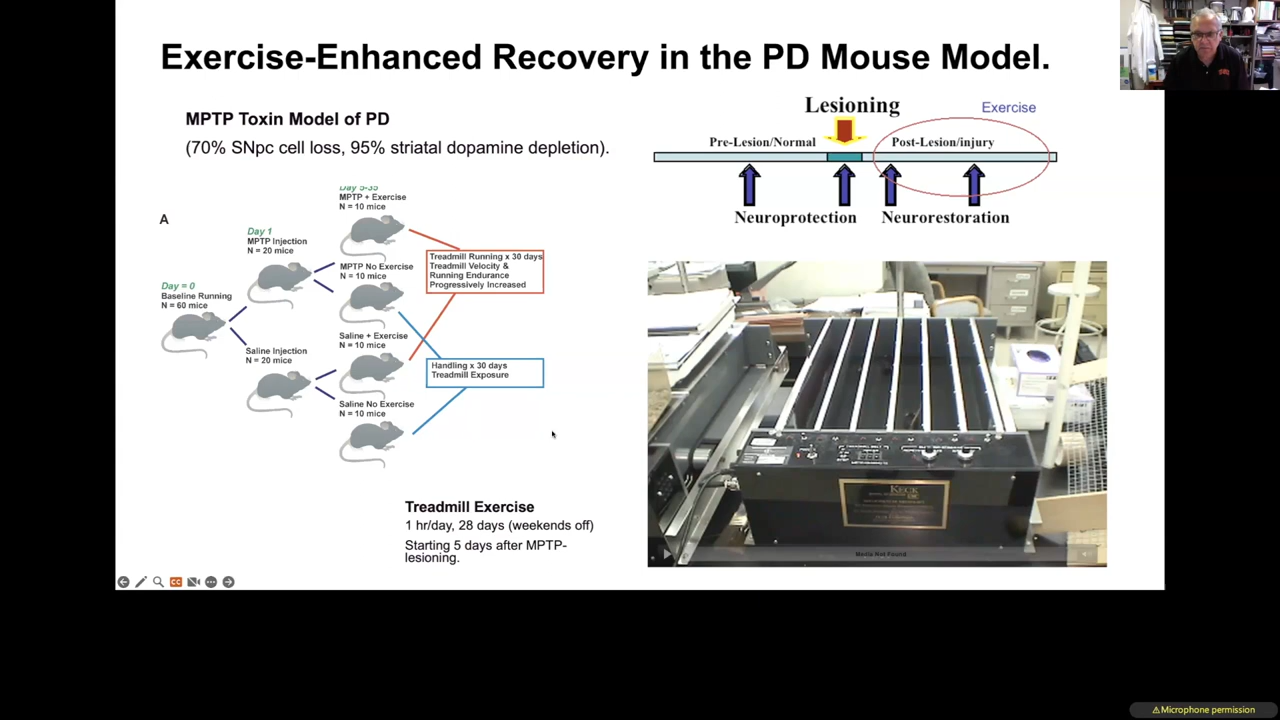 Exercise-Enhanced Recovery in the PD Mouse Model.
MPTP Toxin Model of PD
(70% SNpc cell loss, 95% striatal dopamine depletion).
Lesioning
Exercise
Pre-Lesion/Normal
Post-Lesion/injury
Neuroprotection
Neurorestoration
A
Day = 0
Baseline Running
N = 60 mice
Day 1
MPTP Injection
N = 20 mice
Saline Injection
N = 20 mice
Day 5-35
MPTP + Exercise
N = 10 mice
MPTP No Exercise
N = 10 mice
Saline + Exercise
N = 10 mice
Saline No Exercise
N = 10 mice
Treadmill Running x 30 days
Treadmill Velocity &
Running Endurance
Progressively Increased
Handling x 30 days
Treadmill Exposure
Treadmill Exercise
1 hr/day, 28 days (weekends off)
Starting 5 days after MPTP-
lesioning.
KECK
Media Not Found
CC
⚠Microphone permission